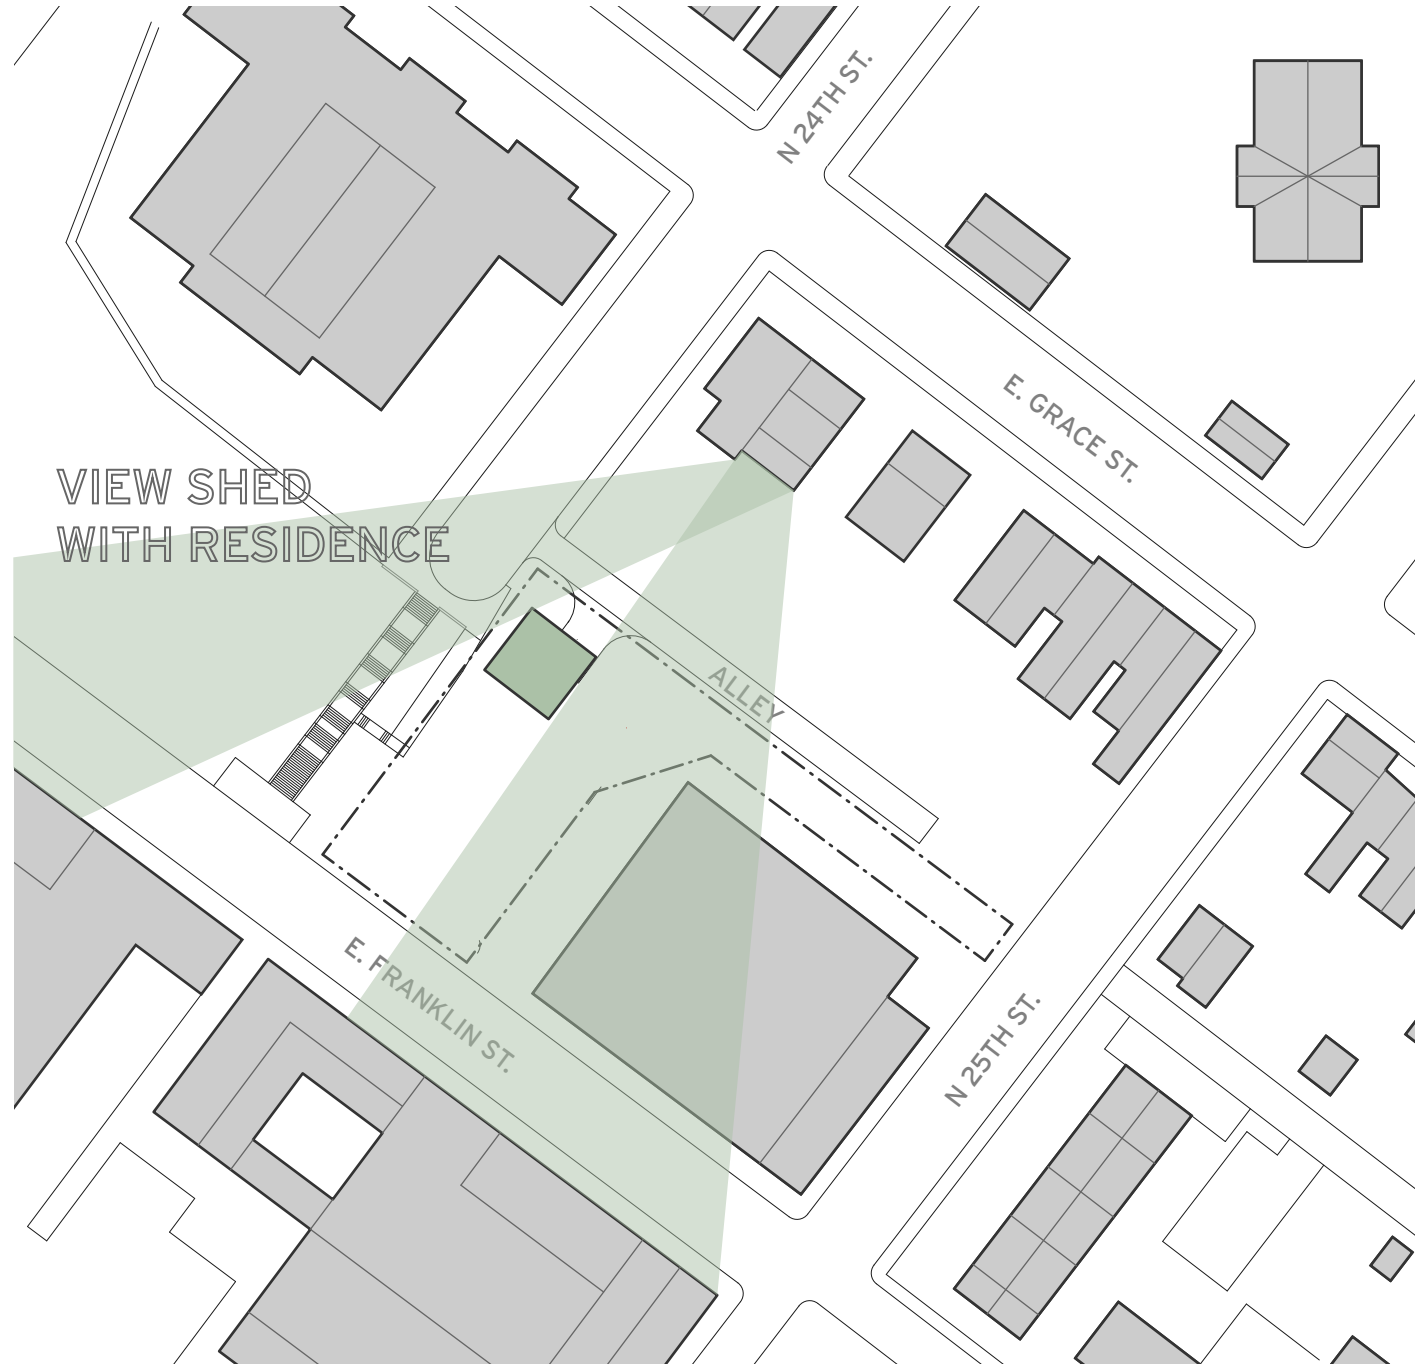 N 24TH ST.
E. GRACE ST.
VIEW SHED
WITH RESIDENCE
ALLEY
E. FRANKLIN ST.
N 25TH ST.